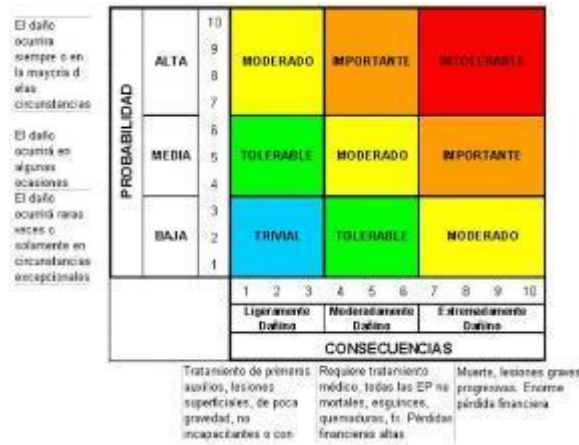 El daño
ocurrira
siempre o en
la mayoria d
elas
circunstancias
El daño
ocurrirá en
algunas
ocasiones
El daño
ocurrirá raras
veces o
solamente en
circunstancias
excepcionales
PROBABILIDAD
ALTA
MEDIA
BAJA
10
9
8
7
6
5
4
3
2
1
MODERADO IMPORTANTE INTOLERABLE
TOLERABLE MODERADO IMPORTANTE
TRIVIAL TOLERABLE MODERADO
1 2 3 4 5 6 7 8 9 10
Ligeramente Moderadamente Extremadamente
Dañino Dañino Dañino
CONSECUENCIAS
Tratamiento de primeros
auxilios, lesiones
superficiales, de poca
gravedad, no
incapacitantes o con
Requiere tratamiento
médico, todas las EP no
mortales, esguinces,
quemaduras, fr. Pérdidas
financieras altas
Muerte, lesiones graves
progresivas. Enorme
pérdida financiera